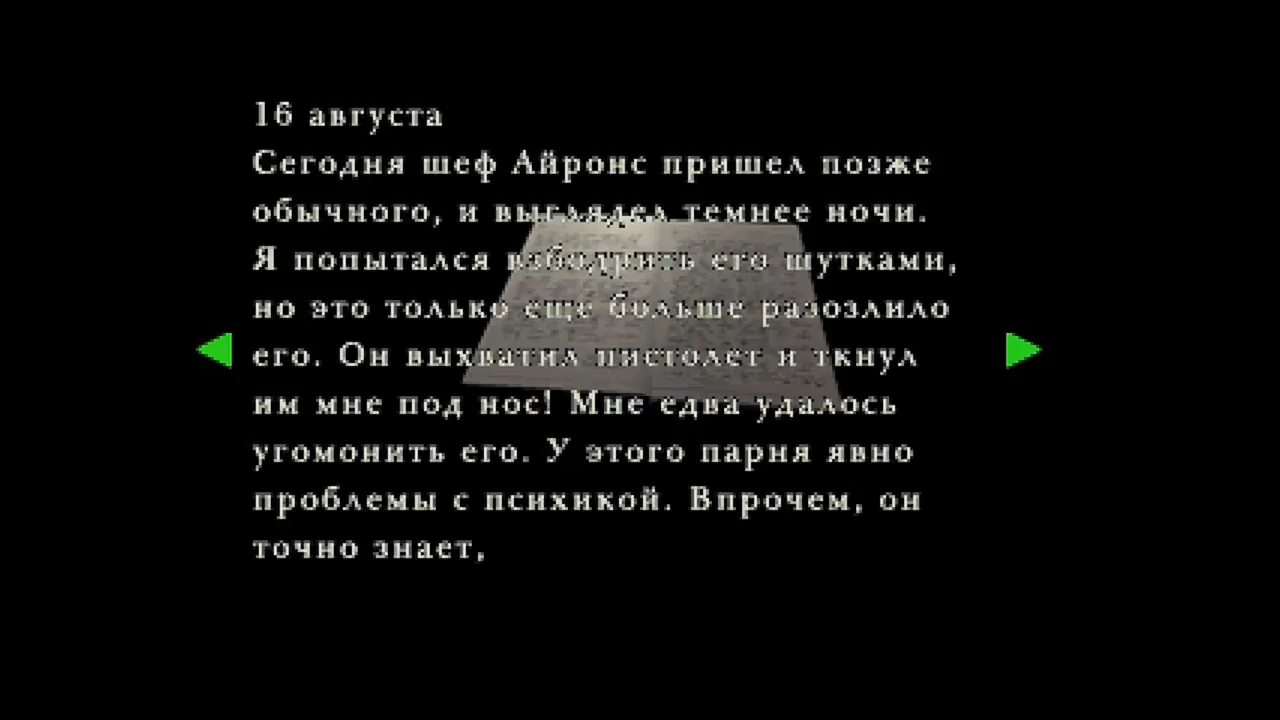 16 августа
Сегодня шеф Айронс пришел позже
обычного, и выглядел темнее ночи.
Я попытался взбодрить его шутками,
но это только еще больше разозлило
его. Он выхватил пистолет и ткнул
им мне под нос! Мне едва удалось
угомонить его. У этого парня явно
проблемы с психикой. Впрочем, он
точно знает,